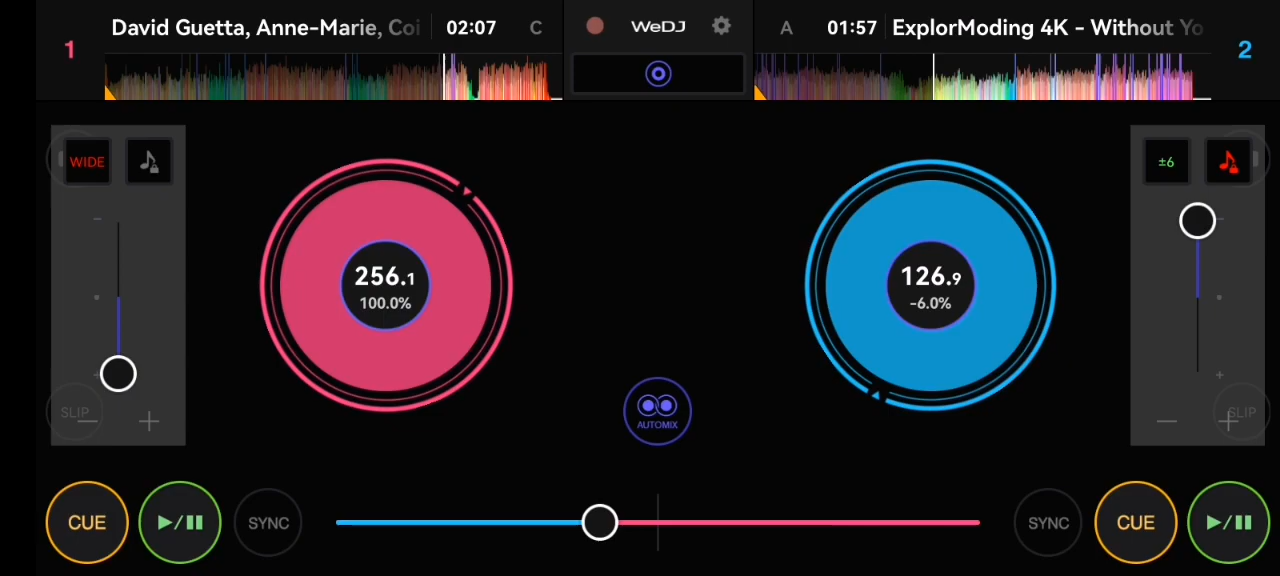 1
David Guetta, Anne-Marie, Coi
02:07
C
WeDJ
A
01:57
ExplorModing 4K - Without Yo
2
WIDE
±6
256.1
100.0%
126.9
-6.0%
SLIP
AUTOMIX
SLIP
CUE
SYNC
SYNC
CUE